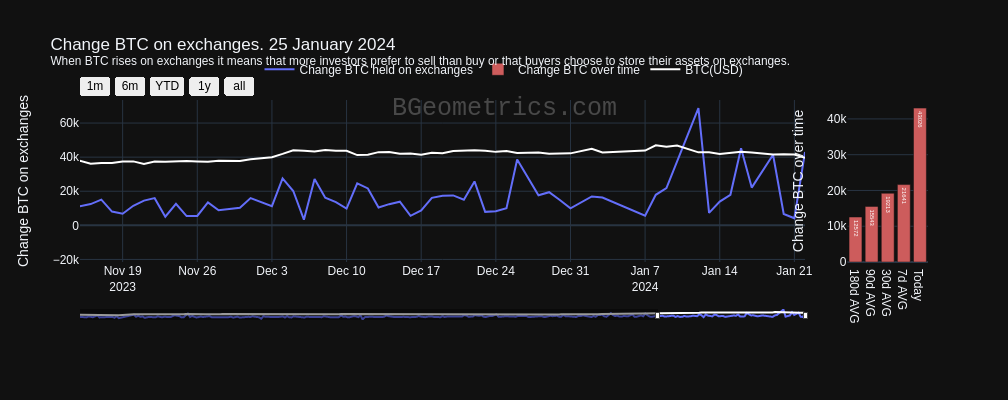 Change BTC on exchanges. 25 January 2024
When BTC rises on exchanges it means that more investors prefer to sell than buy or that buyers choose to store their assets on exchanges.
Change BTC held on exchanges Change BTC over time BTC(USD)
1m 6m YTD 1y all
BGeometrics.com
Change BTC on exchanges
60k
40k
20k
0
−20k
Nov 19 Nov 26 Dec 3 Dec 10 Dec 17 Dec 24 Dec 31 Jan 7 Jan 14 Jan 21
2023 2024
Change BTC over time
40k
30k
20k
10k
0
180d AVG
90d AVG
30d AVG
7d AVG
Today